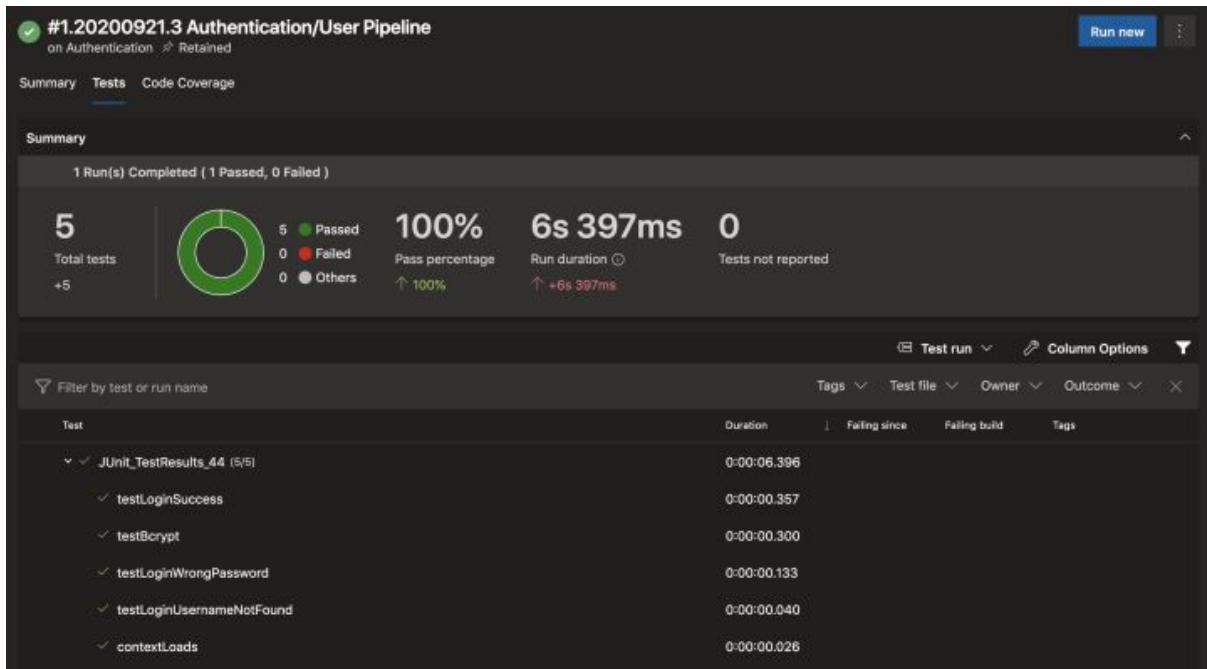 #1.20200921.3 Authentication/User Pipeline
on Authentication Retained
Run new
Summary Tests Code Coverage
Summary
1 Run(s) Completed ( 1 Passed, 0 Failed )
5
Total tests
+5
5 Passed
0 Failed
0 Others
100%
Pass percentage
↑ 100%
6s 397ms
Run duration
↑ +6s 397ms
0
Tests not reported
Test run Column Options
Filter by test or run name Tags Test file Owner Outcome
Test Duration ↓ Failing since Failing build Tags
JUnit_TestResults_44 (5/5) 0:00:06.396
testLoginSuccess 0:00:00.357
testBcrypt 0:00:00.300
testLoginWrongPassword 0:00:00.133
testLoginUsernameNotFound 0:00:00.040
contextLoads 0:00:00.026